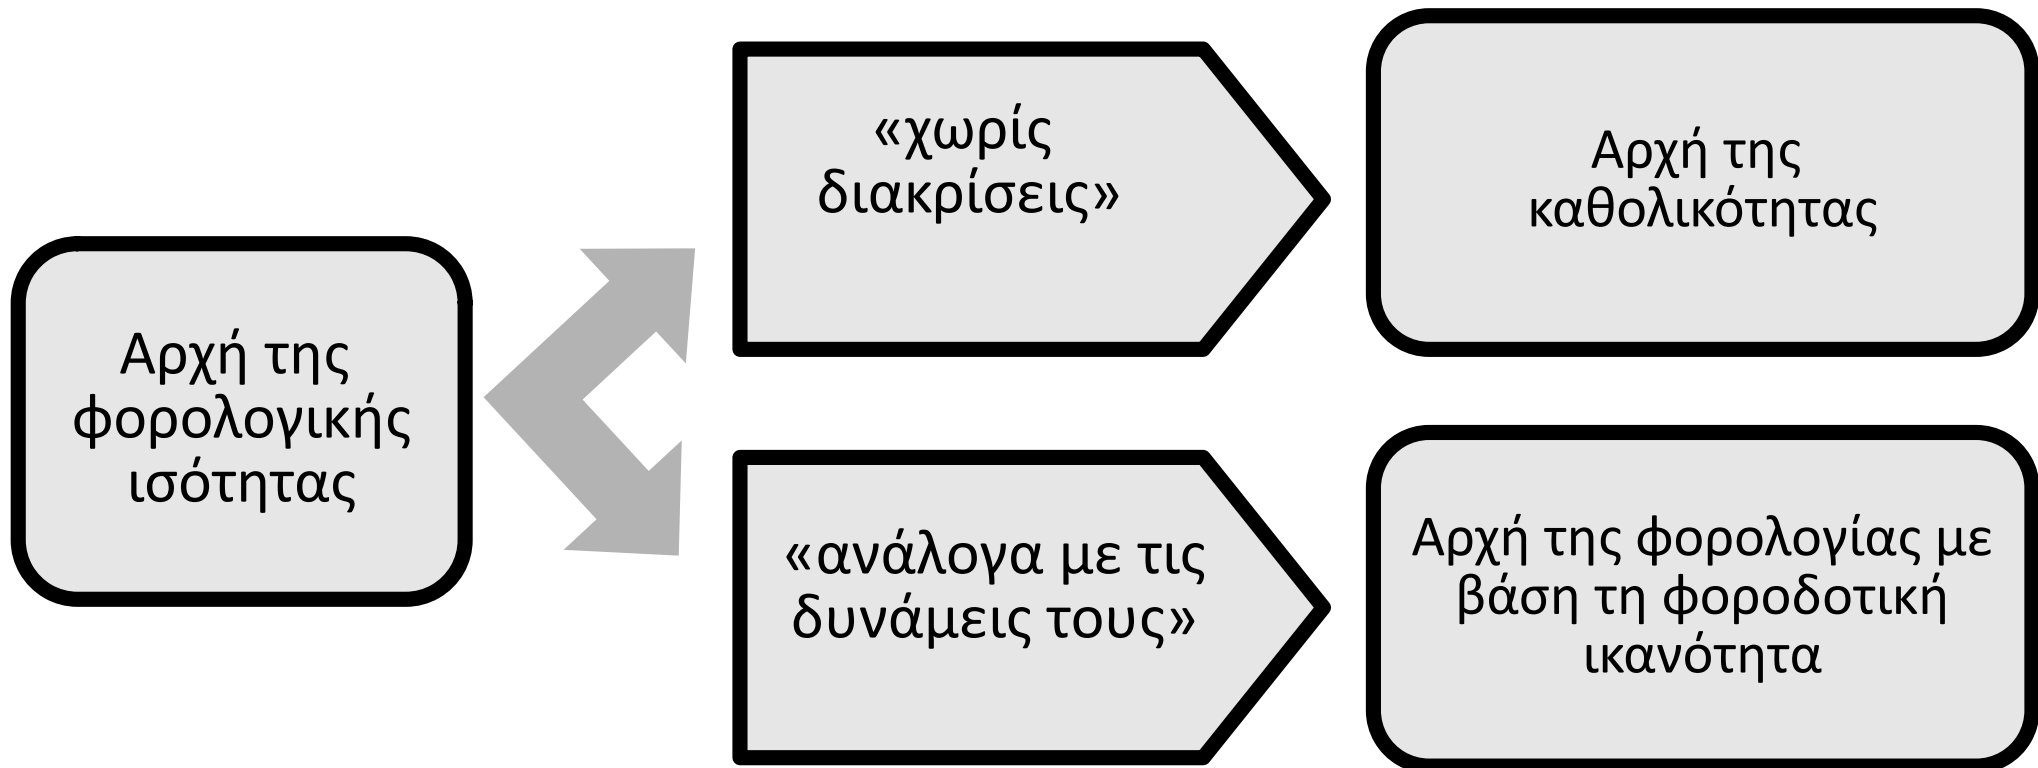 Αρχή της
φορολογικής
ισότητας
«χωρίς
διακρίσεις»
Αρχή της
καθολικότητας
«ανάλογα με τις
δυνάμεις τους»
Αρχή της φορολογίας με
βάση τη φοροδοτική
ικανότητα